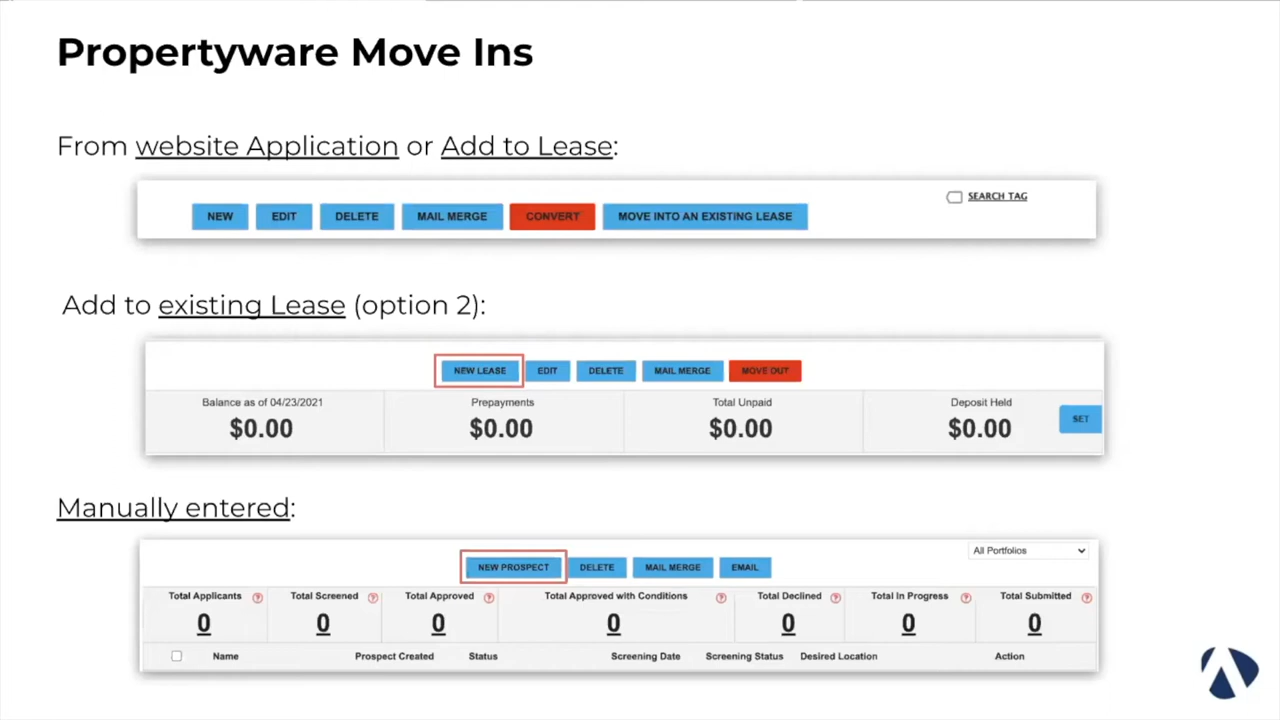 Propertyware Move Ins
From website Application or Add to Lease:
SEARCH TAG
NEW EDIT DELETE MAIL MERGE CONVERT MOVE INTO AN EXISTING LEASE
Add to existing Lease (option 2):
NEW LEASE EDIT DELETE MAIL MERGE MOVE OUT
Balance as of 04/23/2021 Prepayments Total Unpaid Deposit Held
$0.00 $0.00 $0.00 $0.00 SET
Manually entered:
All Portfolios
NEW PROSPECT DELETE MAIL MERGE EMAIL
Total Applicants ? Total Screened ? Total Approved ? Total Approved with Conditions ? Total Declined ? Total In Progress ? Total Submitted ?
0 0 0 0 0 0 0
Name Prospect Created Status Screening Date Screening Status Desired Location Action